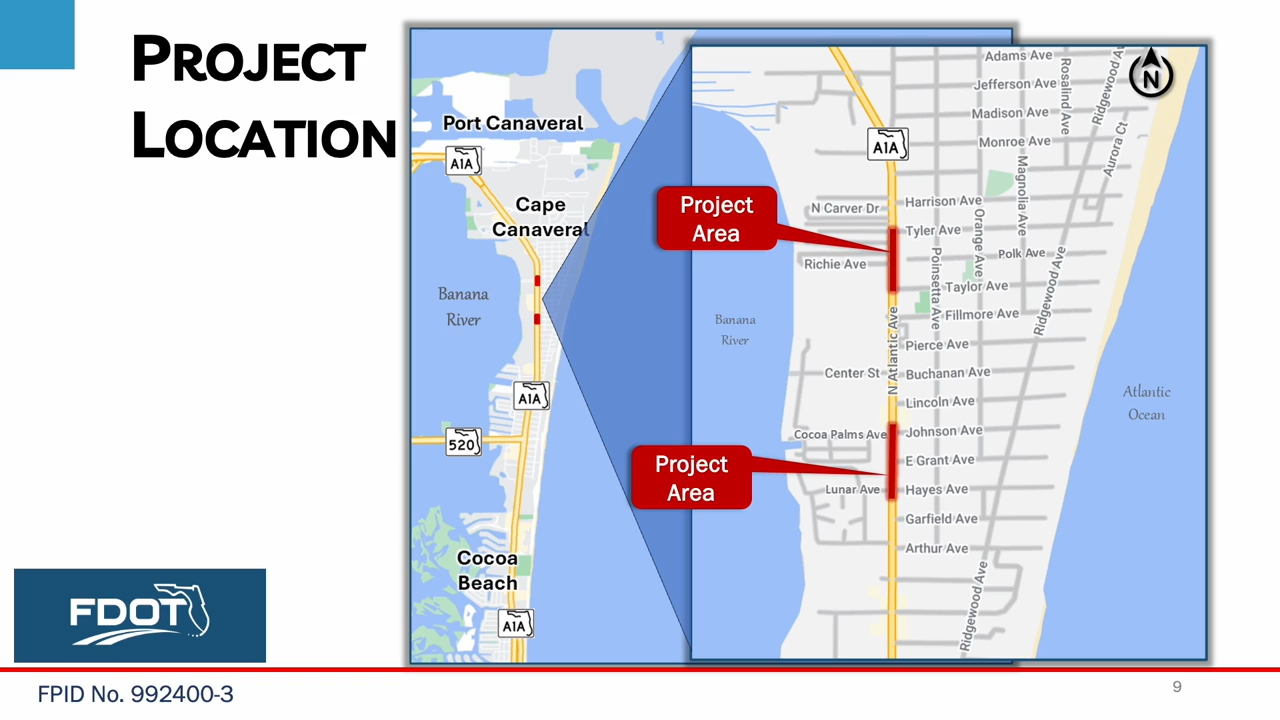 PROJECT
LOCATION
Port Canaveral
A1A
Cape
Canaveral
Banana
River
A1A
520
Cocoa
Beach
A1A
N
Adams Ave
Jefferson Ave
Madison Ave
Monroe Ave
Rosalind Ave
Ridgewood Av
Aurora Ct
A1A
Magnolia Ave
Project
Area
N Carver Dr
Harrison Ave
Tyler Ave
Orange Ave
Polk Ave
Richie Ave
Poinsetta Ave
Taylor Ave
Ridgewood Ave
Fillmore Ave
Banana
River
N Atlantic Ave
Pierce Ave
Center St
Buchanan Ave
Atlantic
Ocean
Lincoln Ave
Cocoa Palms Ave
Johnson Ave
Project
Area
E Grant Ave
Lunar Ave
Hayes Ave
Garfield Ave
Arthur Ave
Ridgewood Ave
FDOT
FPID No. 992400-3
9